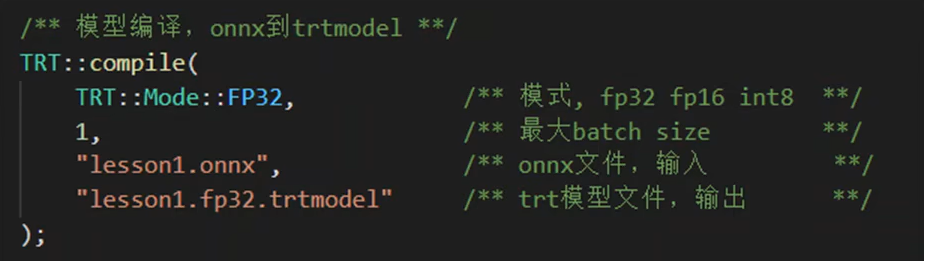 /** 模型编译，onnx到trtmodel **/
TRT::compile(
    TRT::Mode::FP32,            /** 模式, fp32 fp16 int8  **/
    1,                          /** 最大batch size        **/
    "lesson1.onnx",             /** onnx文件，输入         **/
    "lesson1.fp32.trtmodel"     /** trt模型文件，输出      **/
);